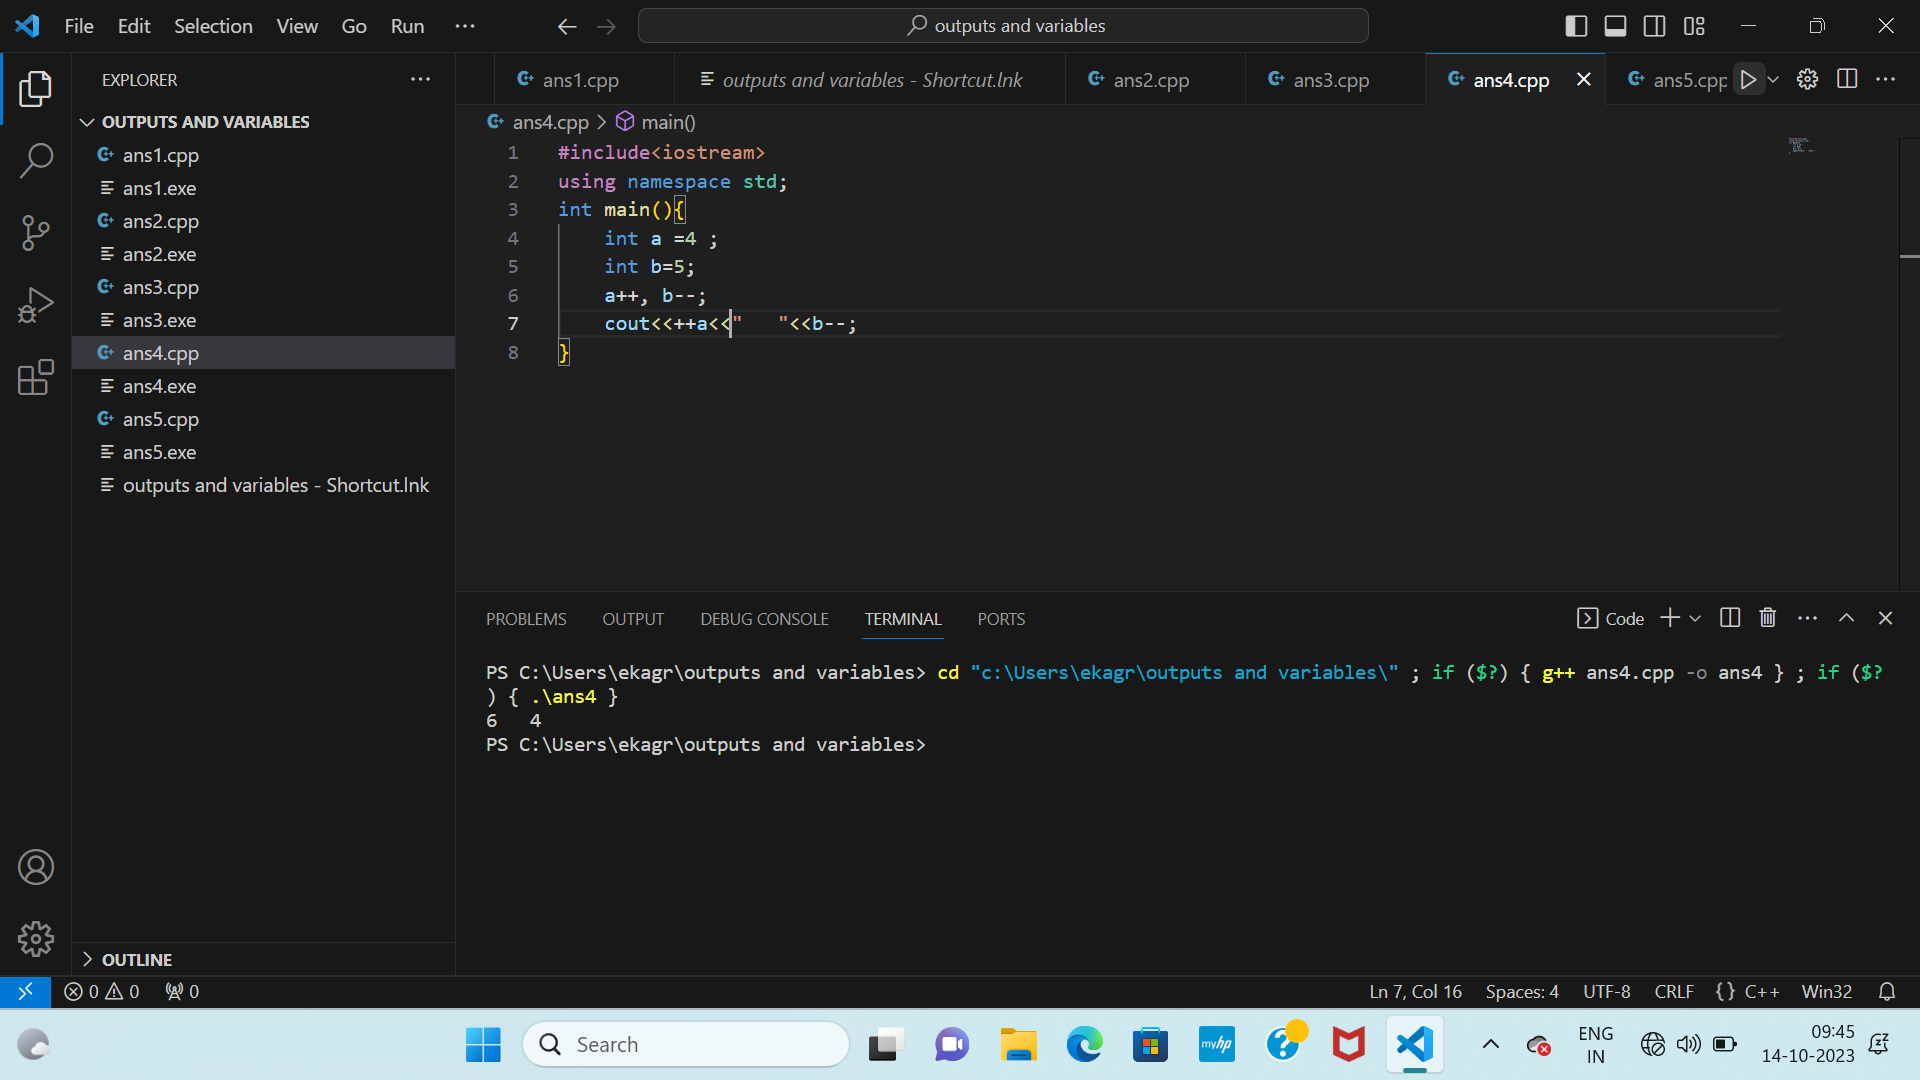 File Edit Selection View Go Run ···
outputs and variables
EXPLORER
OUTPUTS AND VARIABLES
ans1.cpp
ans1.exe
ans2.cpp
ans2.exe
ans3.cpp
ans3.exe
ans4.cpp
ans4.exe
ans5.cpp
ans5.exe
outputs and variables - Shortcut.lnk
OUTLINE
ans1.cpp outputs and variables - Shortcut.lnk ans2.cpp ans3.cpp ans4.cpp ans5.cpp
ans4.cpp > main()
1 #include<iostream>
2 using namespace std;
3 int main(){
4     int a =4 ;
5     int b=5;
6     a++, b--;
7     cout<<++a<<"   "<<b--;
8 }
PROBLEMS OUTPUT DEBUG CONSOLE TERMINAL PORTS
Code
PS C:\Users\ekagr\outputs and variables> cd "c:\Users\ekagr\outputs and variables\" ; if ($?) { g++ ans4.cpp -o ans4 } ; if ($?
) { .\ans4 }
6   4
PS C:\Users\ekagr\outputs and variables>
0 0 0
Ln 7, Col 16 Spaces: 4 UTF-8 CRLF {} C++ Win32
Search
myhp
ENG
IN
09:45
14-10-2023